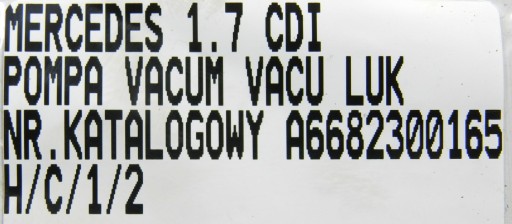 MERCEDES 1.7 CDI
POMPA VACUM VACU LUK
NR.KATALOGOWY A6682300165
H/C/1/2